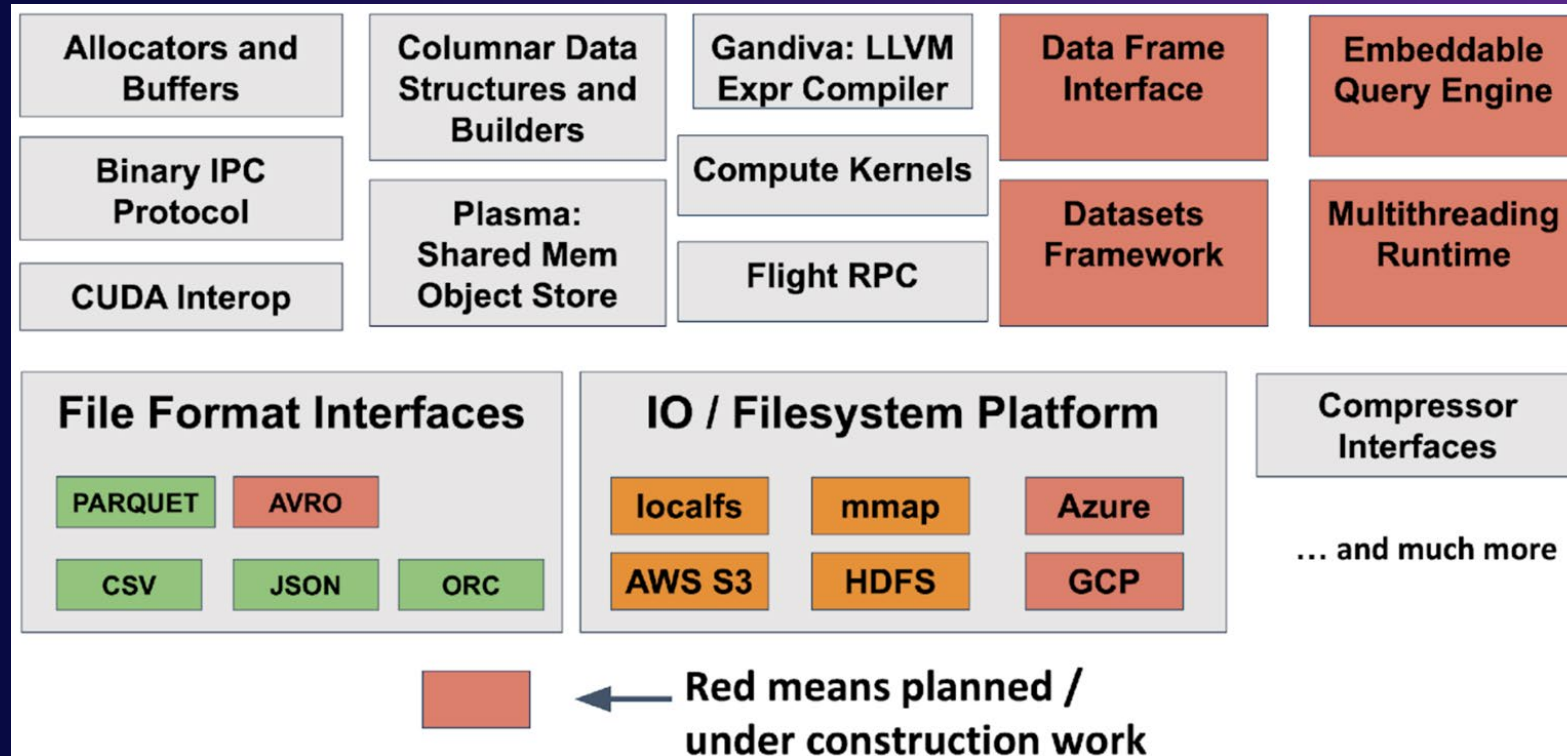 Allocators and
Buffers
Columnar Data
Structures and
Builders
Gandiva: LLVM
Expr Compiler
Data Frame
Interface
Embeddable
Query Engine
Binary IPC
Protocol
Compute Kernels
Plasma:
Shared Mem
Object Store
Datasets
Framework
Multithreading
Runtime
CUDA Interop
Flight RPC
File Format Interfaces
PARQUET
AVRO
CSV
JSON
ORC
IO / Filesystem Platform
localfs
mmap
Azure
AWS S3
HDFS
GCP
Compressor
Interfaces
... and much more
Red means planned /
under construction work